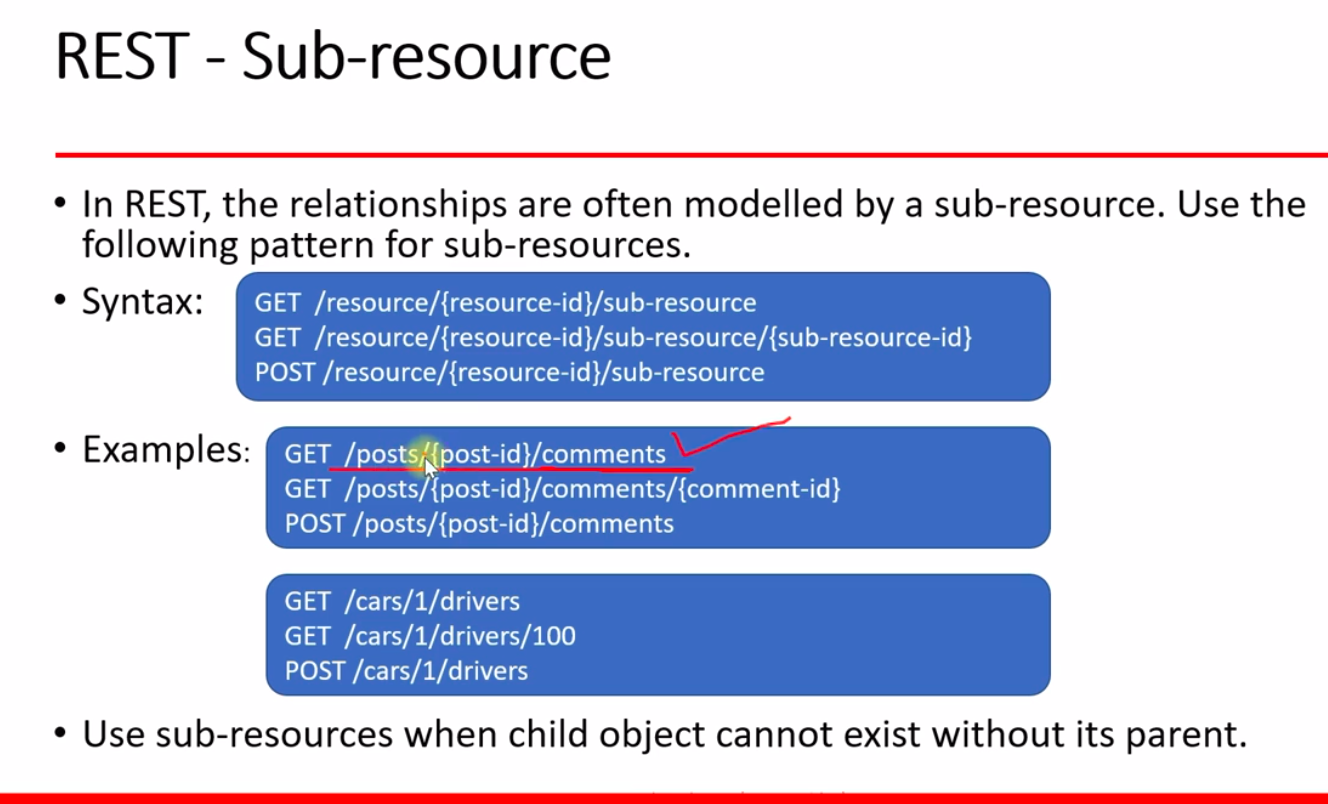 REST - Sub-resource
• In REST, the relationships are often modelled by a sub-resource. Use the
following pattern for sub-resources.
• Syntax:
GET /resource/{resource-id}/sub-resource
GET /resource/{resource-id}/sub-resource/{sub-resource-id}
POST /resource/{resource-id}/sub-resource
• Examples:
GET /posts/{post-id}/comments
GET /posts/{post-id}/comments/{comment-id}
POST /posts/{post-id}/comments
GET /cars/1/drivers
GET /cars/1/drivers/100
POST /cars/1/drivers
• Use sub-resources when child object cannot exist without its parent.